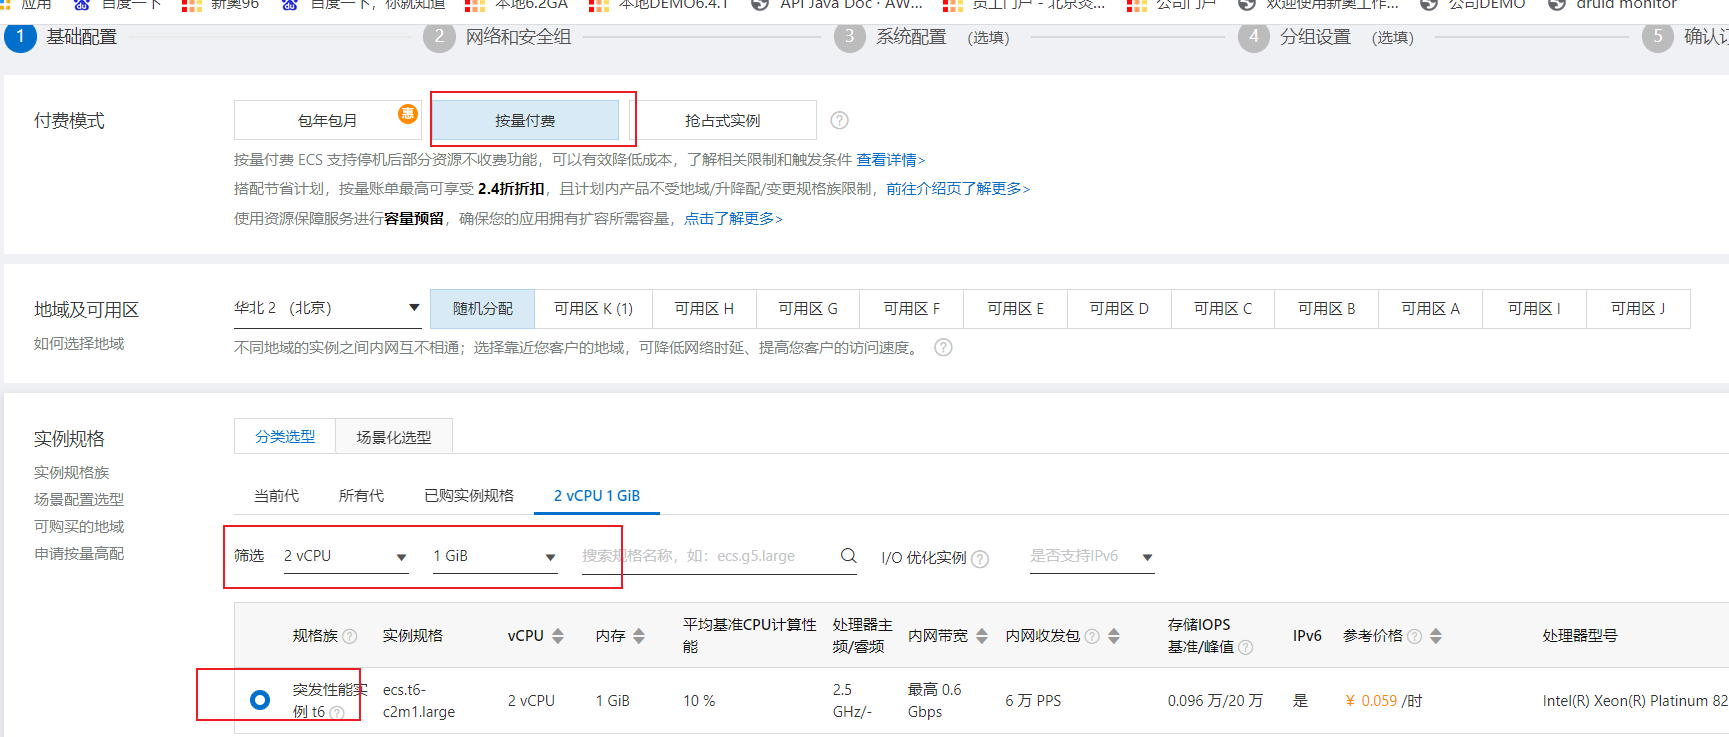 应用 百度一下 新奥96 百度一下，你就知道 本地6.2GA 本地DEMO6.4.1 API Java Doc · AW... 员工门户 - 北京炎... 公司门户 欢迎使用新奥工作... 公司DEMO druid monitor
1 基础配置 2 网络和安全组 3 系统配置 （选填） 4 分组设置 （选填） 5 确认订
付费模式 包年包月 惠 按量付费 抢占式实例 ?
按量付费 ECS 支持停机后部分资源不收费功能，可以有效降低成本，了解相关限制和触发条件 查看详情>
搭配节省计划，按量账单最高可享受 2.4折折扣，且计划内产品不受地域/升降配/变更规格族限制，前往介绍页了解更多>
使用资源保障服务进行容量预留，确保您的应用拥有扩容所需容量，点击了解更多>
地域及可用区 华北 2 （北京） 随机分配 可用区 K (1) 可用区 H 可用区 G 可用区 F 可用区 E 可用区 D 可用区 C 可用区 B 可用区 A 可用区 I 可用区 J
如何选择地域 不同地域的实例之间内网互不相通；选择靠近您客户的地域，可降低网络时延、提高您客户的访问速度。 ?
实例规格 分类选型 场景化选型
实例规格族
场景配置选型
可购买的地域
申请按量高配
当前代 所有代 已购实例规格 2 vCPU 1 GiB
筛选 2 vCPU 1 GiB 搜索规格名称，如：ecs.g5.large I/O 优化实例 ? 是否支持IPv6
规格族 ? 实例规格 vCPU 内存 平均基准CPU计算性能 处理器主频/睿频 内网带宽 内网收发包 ? 存储IOPS 基准/峰值 ? IPv6 参考价格 ? 处理器型号
突发性能实例 t6 ? ecs.t6-c2m1.large 2 vCPU 1 GiB 10 % 2.5 GHz/- 最高 0.6 Gbps 6 万 PPS 0.096 万/20 万 是 ¥ 0.059 /时 Intel(R) Xeon(R) Platinum 82